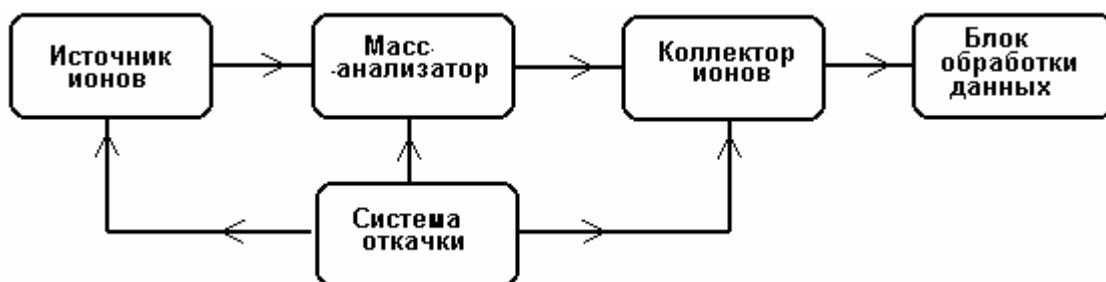 Источник
ионов
Масс-
-анализатор
Коллектор
ионов
Блок
обработки
данных
Система
откачки